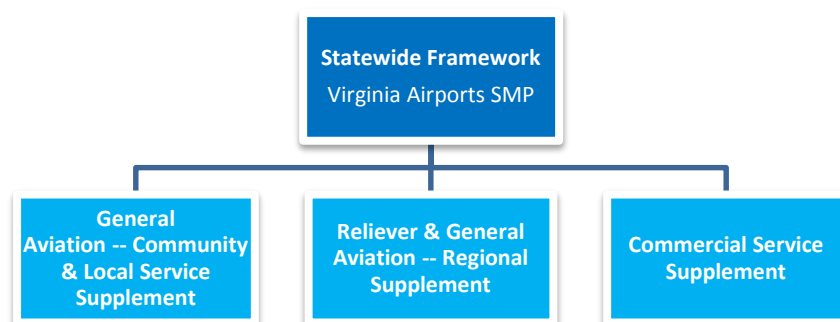 Statewide Framework
Virginia Airports SMP
General
Aviation -- Community
& Local Service
Supplement
Reliever & General
Aviation -- Regional
Supplement
Commercial Service
Supplement